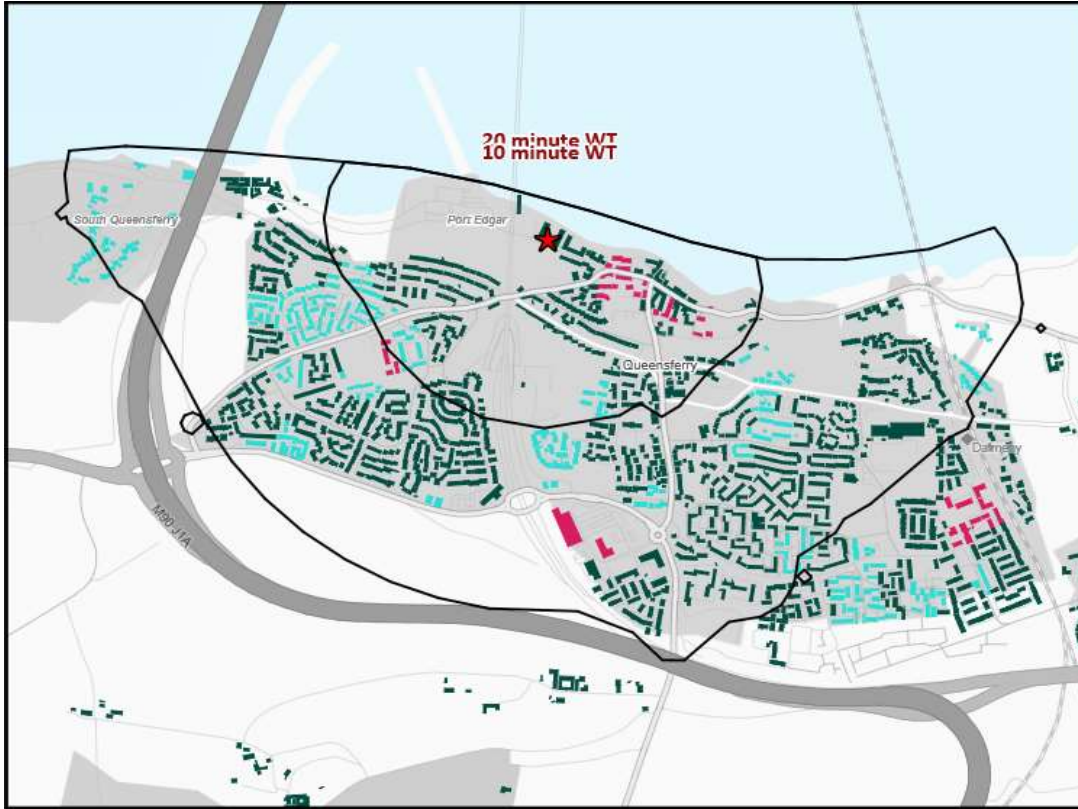 20 minute WT
10 minute WT
South Queensferry
Port Edgar
Queensferry
Dalmeny
M90 J1A